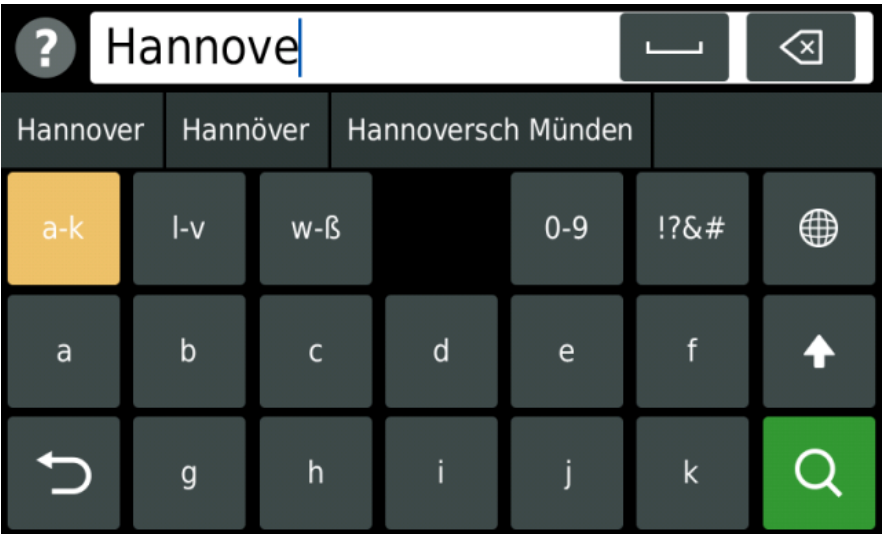 ? Hannove
Hannover Hannöver Hannoversch Münden
a-k l-v w-ß 0-9 !?&#
a b c d e f
g h i j k